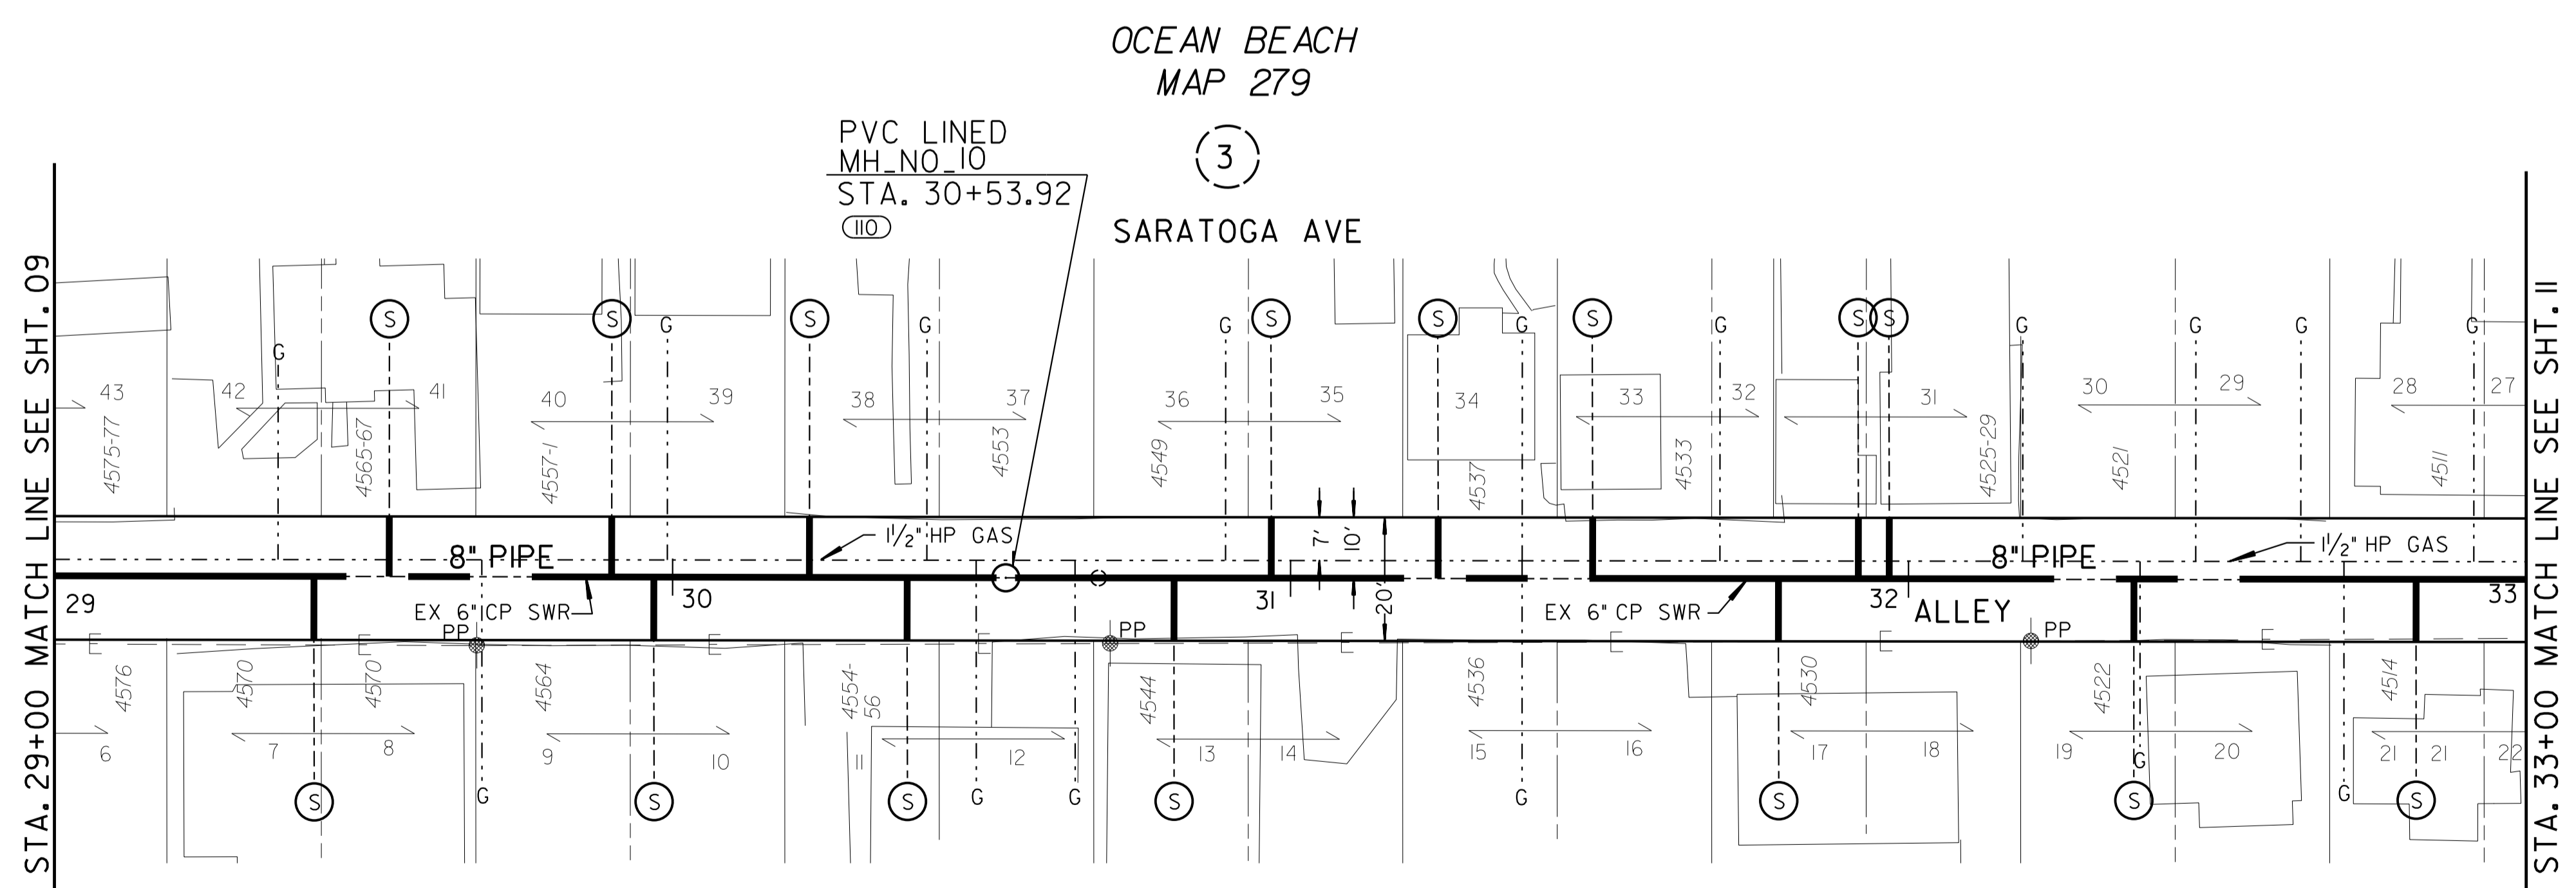 OCEAN BEACH
MAP 279
PVC LINED
MH_NO_10
STA. 30+53.92
110
3
SARATOGA AVE
STA. 29+00 MATCH LINE SEE SHT. 09
STA. 33+00 MATCH LINE SEE SHT. 11
S S S S S S S S
G G G G G G G G G G
43 42 41 40 39 38 37 36 35 34 33 32 31 30 29 28 27
4575-77 4565-67 4557-1 4553 4549 4537 4533 4525-29 4521 4511
8" PIPE
1 1/2" HP GAS
7'
10'
20'
8" PIPE
1 1/2" HP GAS
29
EX 6" CP SWR
30
31
EX 6" CP SWR
32
ALLEY
33
PP PP PP
E E E E E E E E
4576 4570 4570 4564 4554-
56
4544 4536 4530 4522 4514
6 7 8 9 10 11 12 13 14 15 16 17 18 19 20 21 21 22
G G G G G G
S S S S S S S